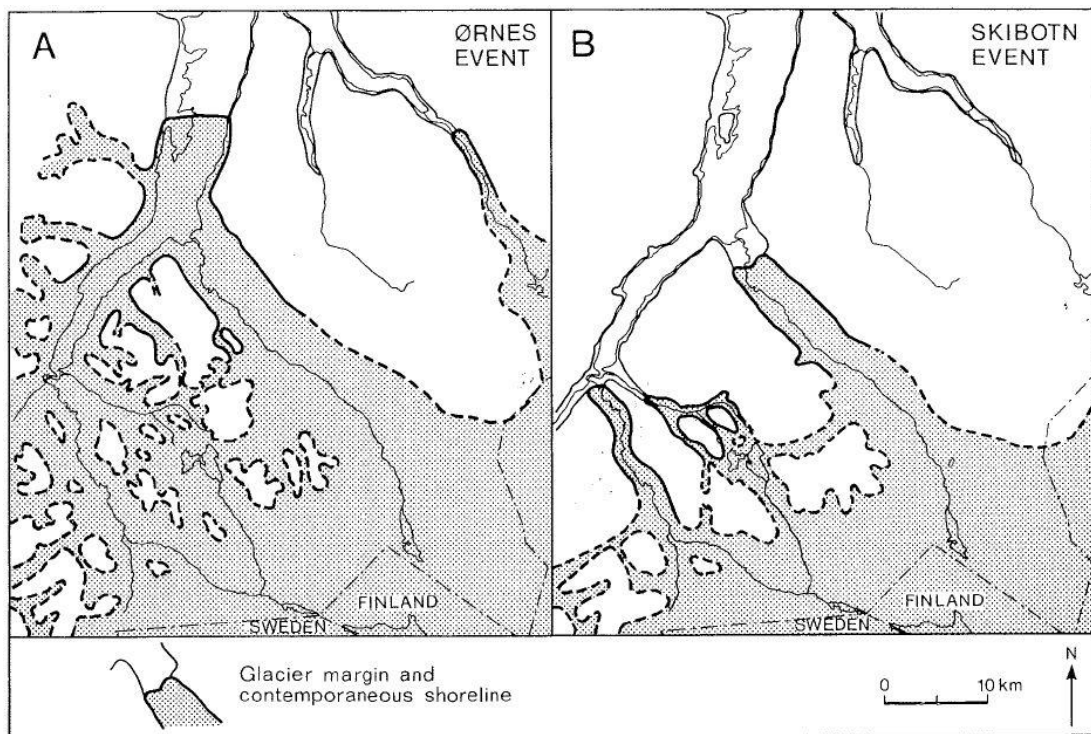 A
ØRNES
EVENT
FINLAND
SWEDEN
B
SKIBOTN
EVENT
FINLAND
SWEDEN
Glacier margin and
contemporaneous shoreline
0 10 km
N